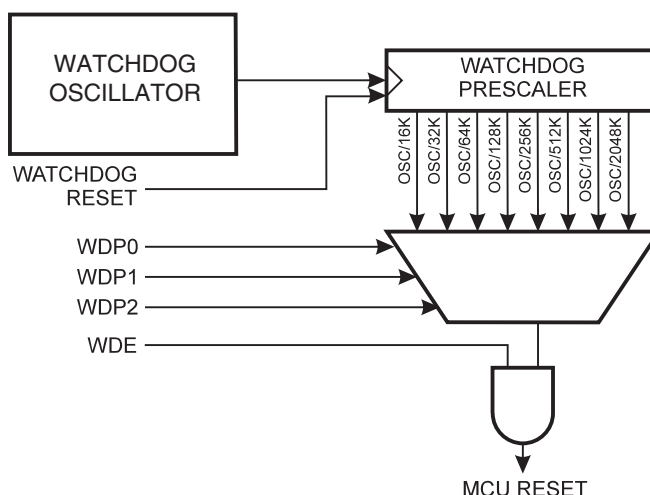 WATCHDOG
OSCILLATOR
WATCHDOG
PRESCALER
OSC/16K
OSC/32K
OSC/64K
OSC/128K
OSC/256K
OSC/512K
OSC/1024K
OSC/2048K
WATCHDOG
RESET
WDP0
WDP1
WDP2
WDE
MCU RESET